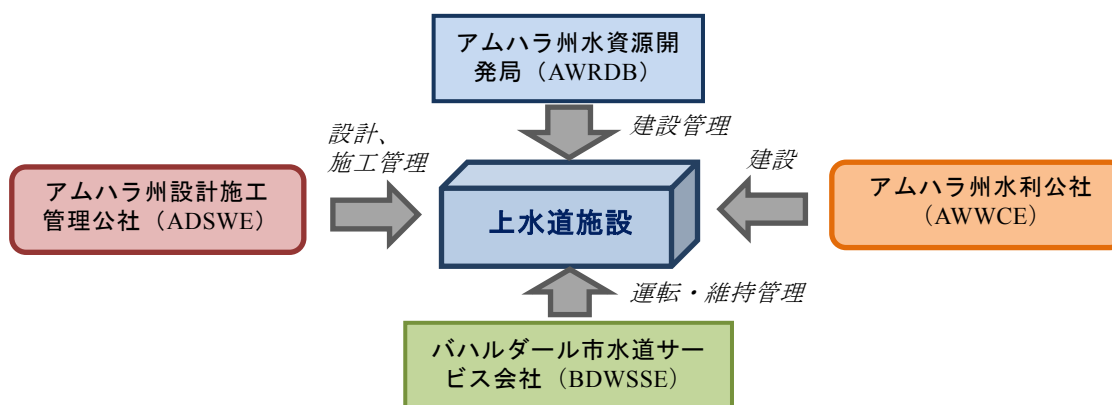 アムハラ州水資源開
発局（AWRDB）
設計、
施工管理
建設管理
建設
アムハラ州設計施工
管理公社（ADSWE）
上水道施設
アムハラ州水利公社
（AWWCE）
運転・維持管理
バハルダール市水道サー
ビス会社（BDWSSE）